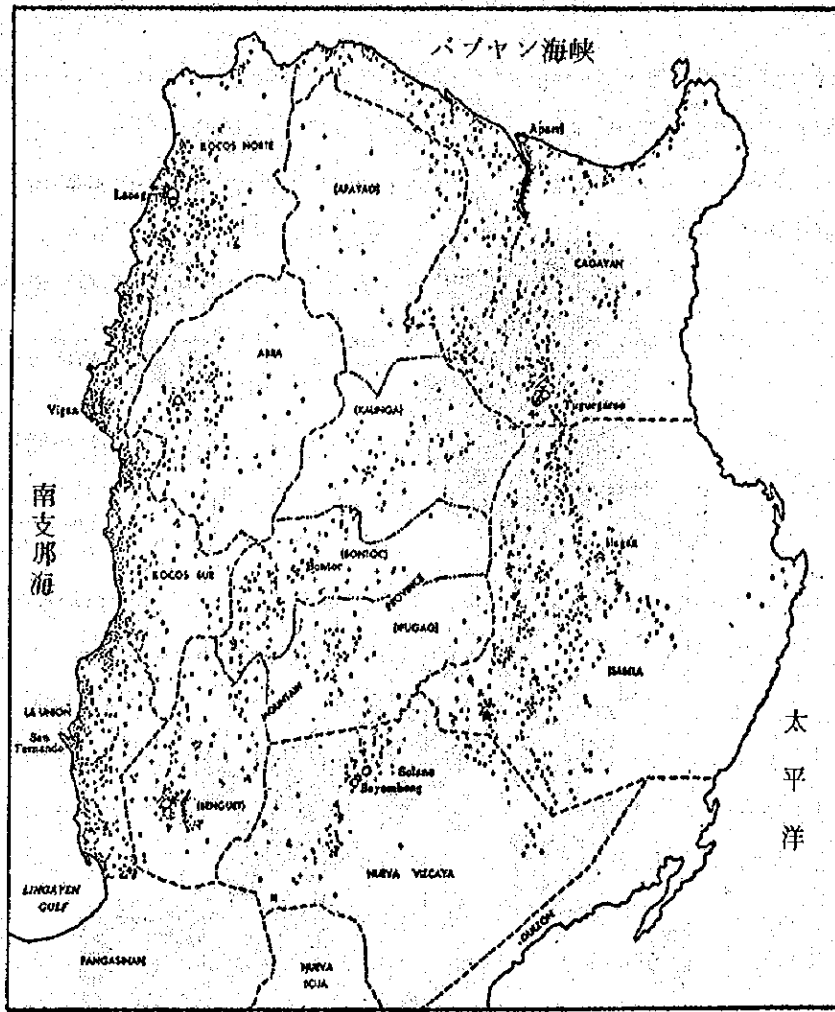 バブヤン海峡
Aparri
ILOCOS NORTE
Laoag
[APAYAO]
CAGAYAN
ABRA
Vigan
[KALINGA]
Tuguegarao
南支那海
[BONTOC]
Ilagan
ILOCOS SUR
Bontoc
MOUNTAIN
PROVINCE
[IFUGAO]
ISABELA
LA UNION
San
Fernando
太平洋
Solano
Bayombong
[BENGUET]
NUEVA VIZCAYA
LINGAYEN
GULF
QUEZON
PANGASINAN
NUEVA
ECIJA